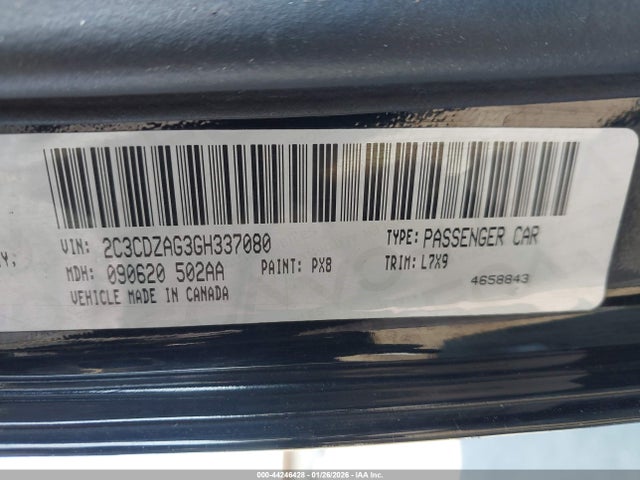 VIN: 2C3CDZAG3GH337080 TYPE: PASSENGER CAR
Y,
MDH: 090620 502AA PAINT: PX8 TRIM: L7X9
VEHICLE MADE IN CANADA 4658843
000-44246428 - 01/26/2026 - IAA Inc.